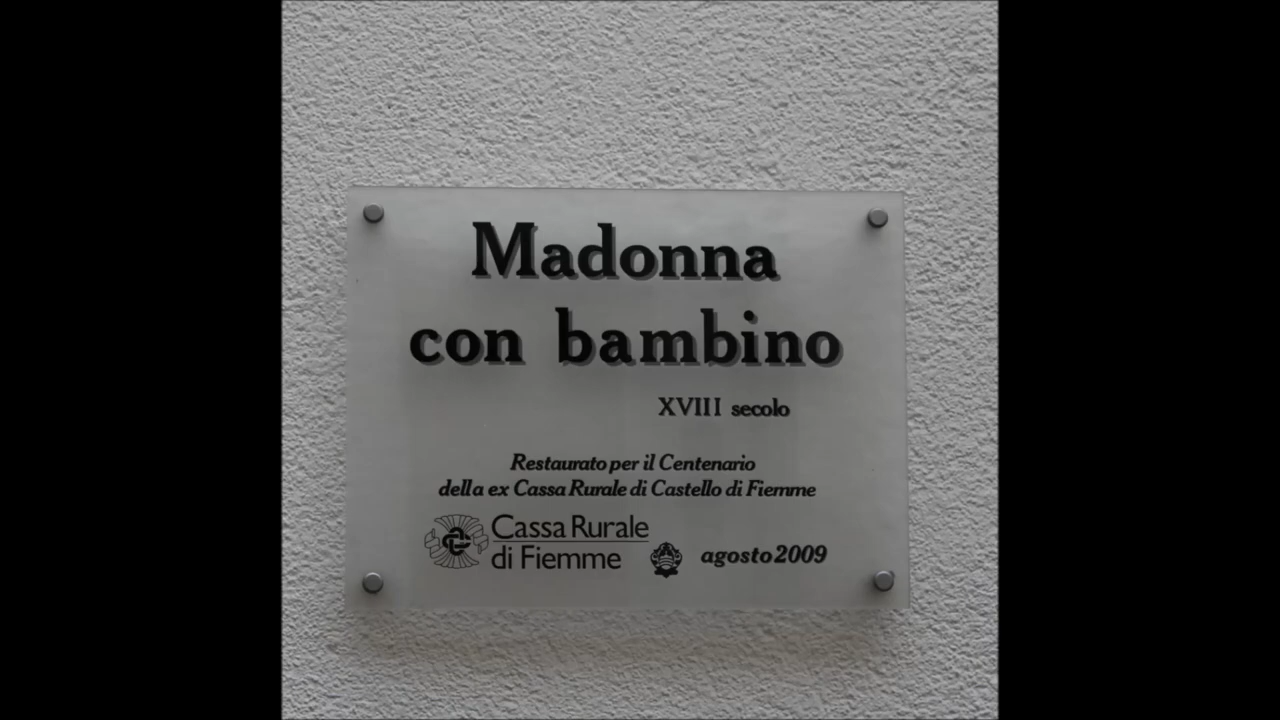 Madonna
con bambino
XVIII secolo
Restaurato per il Centenario
della ex Cassa Rurale di Castello di Fiemme
Cassa Rurale
di Fiemme
agosto 2009